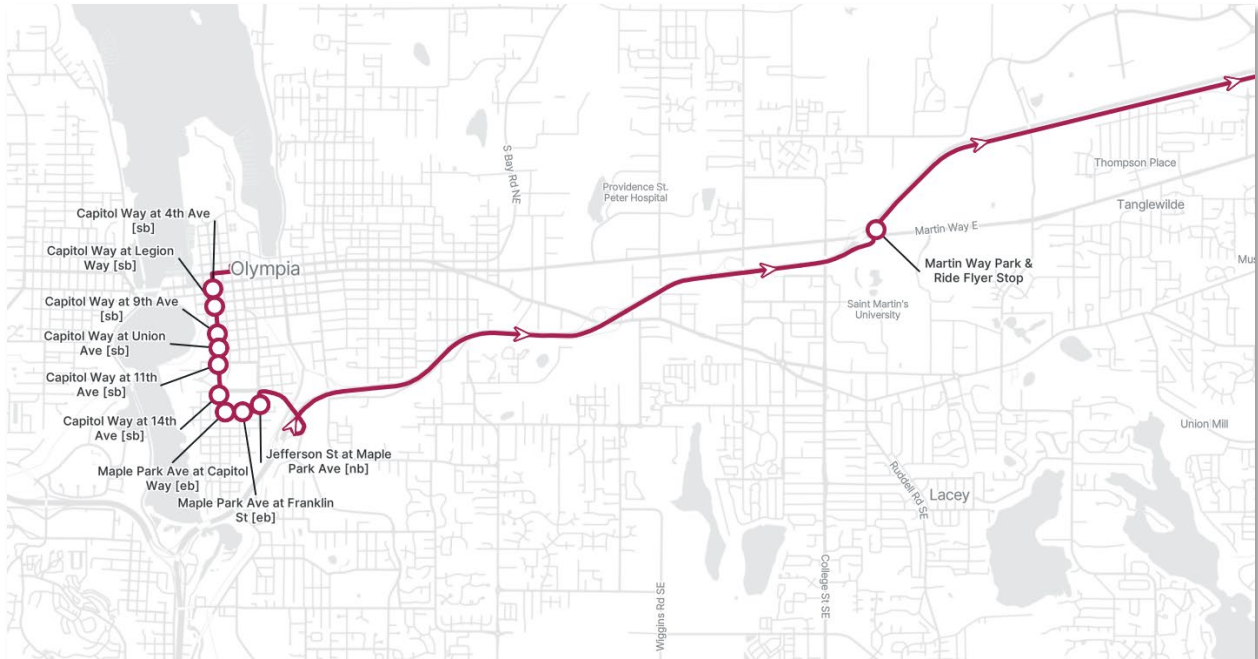 S Bay Rd NE
Providence St.
Peter Hospital
Thompson Place
Tanglewilde
Capitol Way at 4th Ave
[sb]
Martin Way E
Capitol Way at Legion
Way [sb]
Olympia
Martin Way Park &
Ride Flyer Stop
Capitol Way at 9th Ave
[sb]
Saint Martin's
University
Capitol Way at Union
Ave [sb]
Capitol Way at 11th
Ave [sb]
Capitol Way at 14th
Ave [sb]
Union Mill
Jefferson St at Maple
Park Ave [nb]
Maple Park Ave at Capitol
Way [eb]
Maple Park Ave at Franklin
St [eb]
Ruddell Rd SE
Lacey
College St SE
Wiggins Rd SE